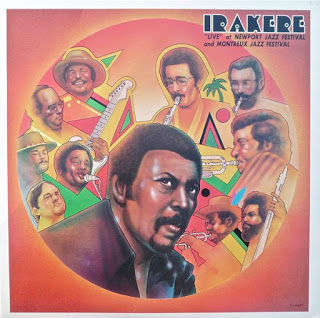 IRAKERE
"LIVE" at NEWPORT JAZZ FESTIVAL
and MONTREUX JAZZ FESTIVAL